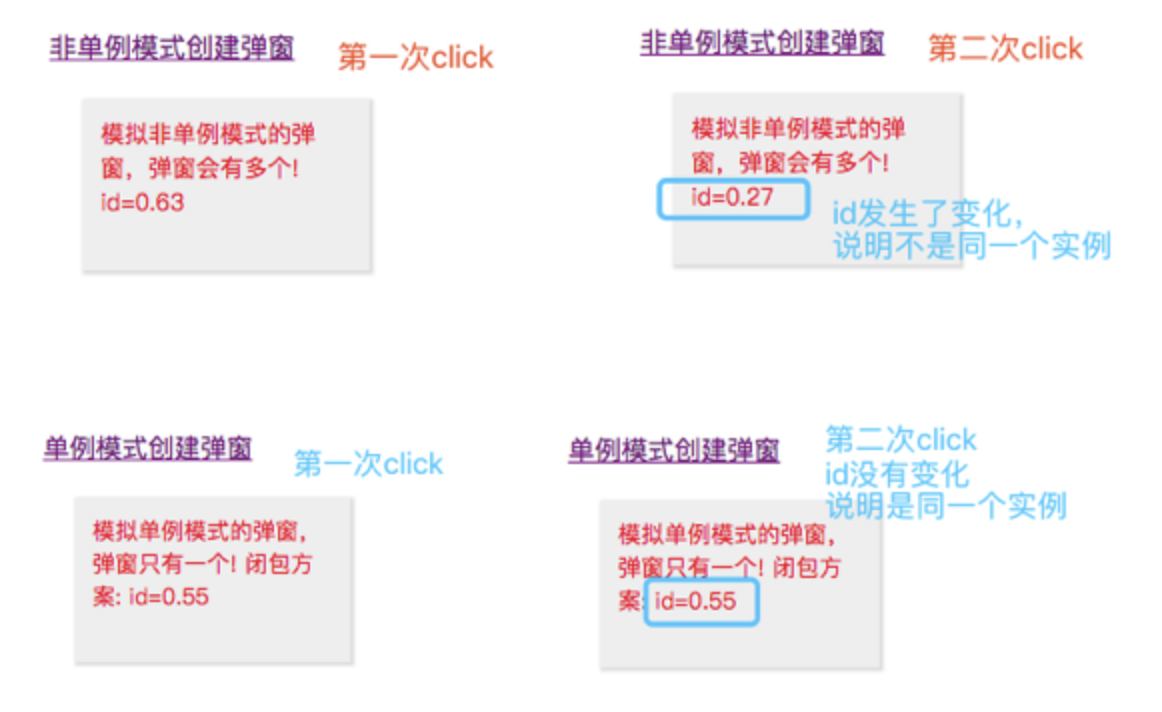 非单例模式创建弹窗
第一次click
模拟非单例模式的弹
窗，弹窗会有多个!
id=0.63
非单例模式创建弹窗
第二次click
模拟非单例模式的弹
窗，弹窗会有多个!
id=0.27
id发生了变化，
说明不是同一个实例
单例模式创建弹窗
第一次click
模拟单例模式的弹窗，
弹窗只有一个! 闭包方
案: id=0.55
单例模式创建弹窗
第二次click
id没有变化
说明是同一个实例
模拟单例模式的弹窗，
弹窗只有一个! 闭包方
案: id=0.55